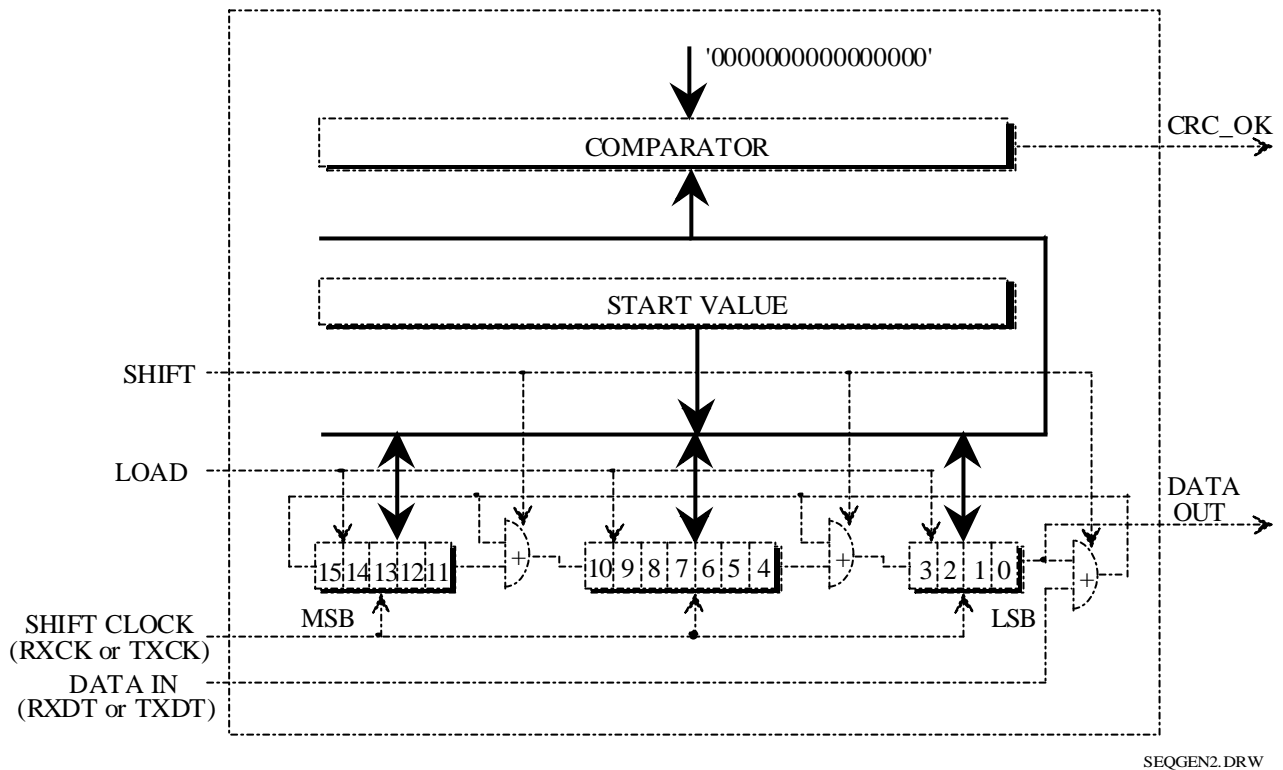 '0000000000000000'
CRC_OK
COMPARATOR
START VALUE
SHIFT
LOAD
DATA
OUT
15 14 13 12 11
+
10 9 8 7 6 5 4
+
3 2 1 0
+
MSB
LSB
SHIFT CLOCK
(RXCK or TXCK)
DATA IN
(RXDT or TXDT)
SEQGEN2.DRW